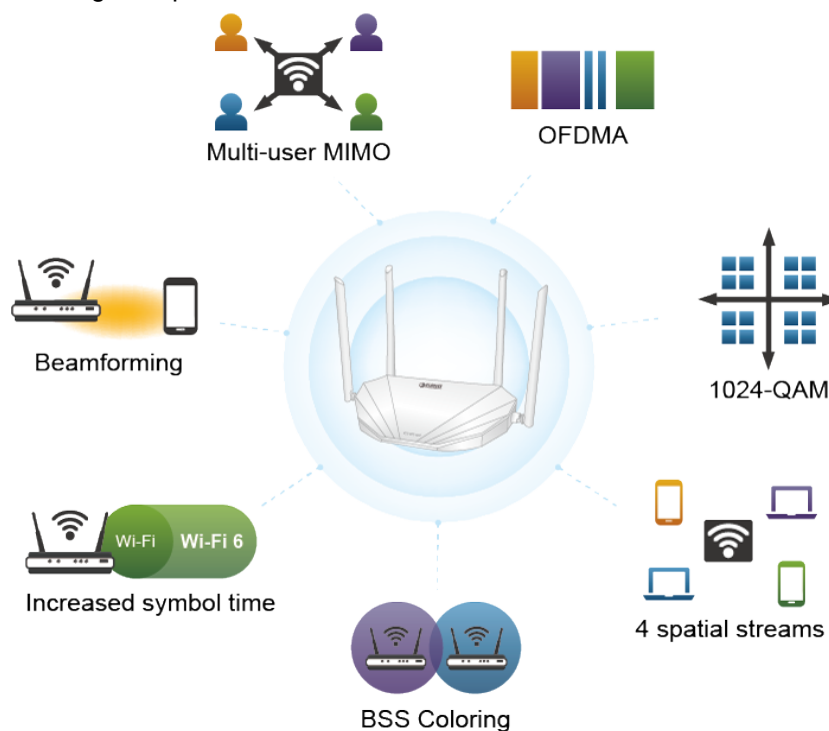 Multi-user MIMO
OFDMA
Beamforming
1024-QAM
Wi-Fi
Wi-Fi 6
Increased symbol time
4 spatial streams
BSS Coloring